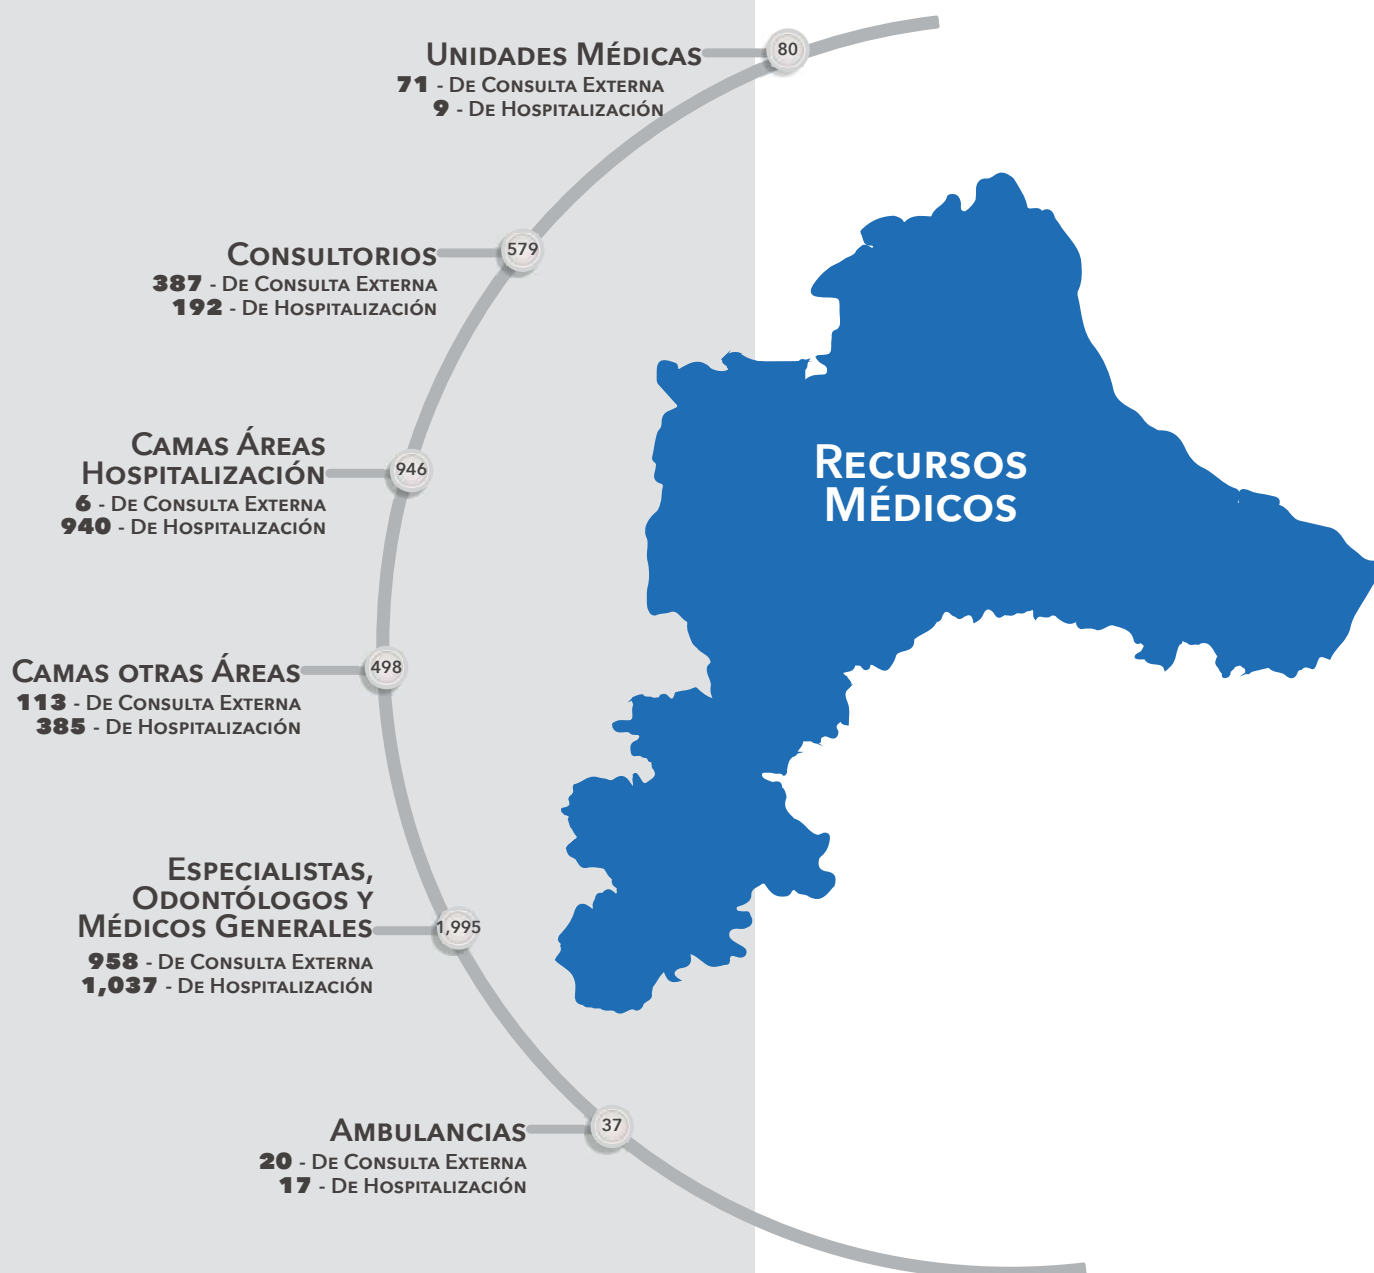 Unidades Médicas
80
71 - De Consulta Externa
9 - De Hospitalización
Consultorios
579
387 - De Consulta Externa
192 - De Hospitalización
Camas Áreas
Hospitalización
946
6 - De Consulta Externa
940 - De Hospitalización
Recursos
Médicos
Camas otras Áreas
498
113 - De Consulta Externa
385 - De Hospitalización
Especialistas,
Odontólogos y
Médicos Generales
1,995
958 - De Consulta Externa
1,037 - De Hospitalización
Ambulancias
37
20 - De Consulta Externa
17 - De Hospitalización